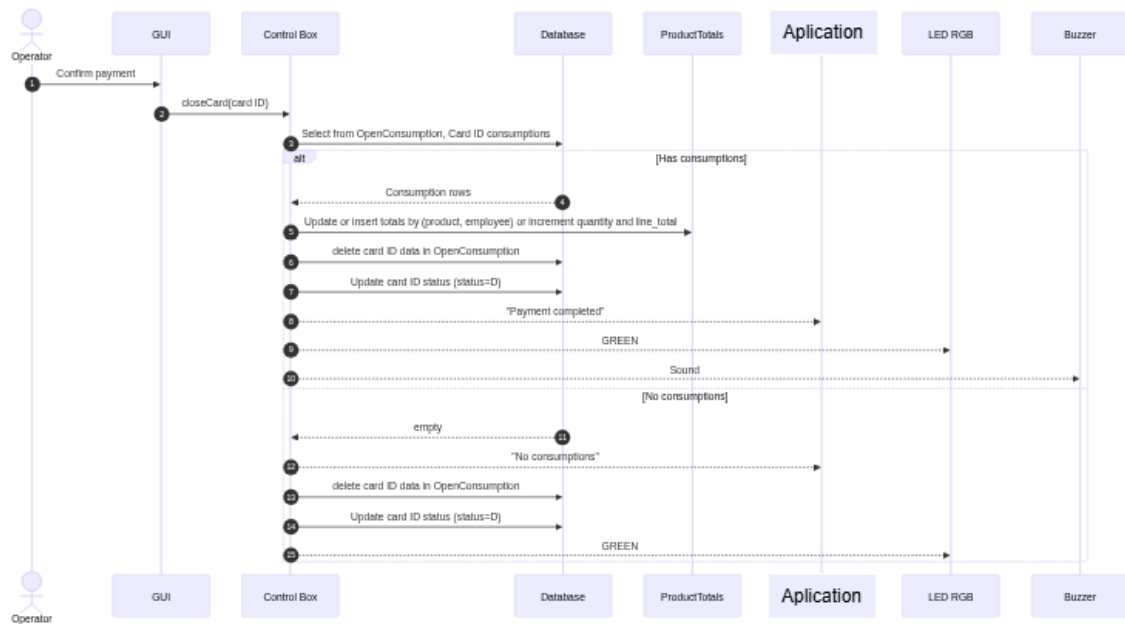 GUI
Control Box
Database
ProductTotals
Aplication
LED RGB
Buzzer
Operator
Confirm payment
1
closeCard(card ID)
2
Select from OpenConsumption, Card ID consumptions
3
alt
[Has consumptions]
Consumption rows
4
Update or insert totals by (product, employee) or increment quantity and line_total
5
delete card ID data in OpenConsumption
6
Update card ID status (status=D)
7
"Payment completed"
8
GREEN
9
Sound
10
[No consumptions]
empty
11
"No consumptions"
12
delete card ID data in OpenConsumption
13
Update card ID status (status=D)
14
GREEN
15
GUI
Control Box
Database
ProductTotals
Aplication
LED RGB
Buzzer
Operator